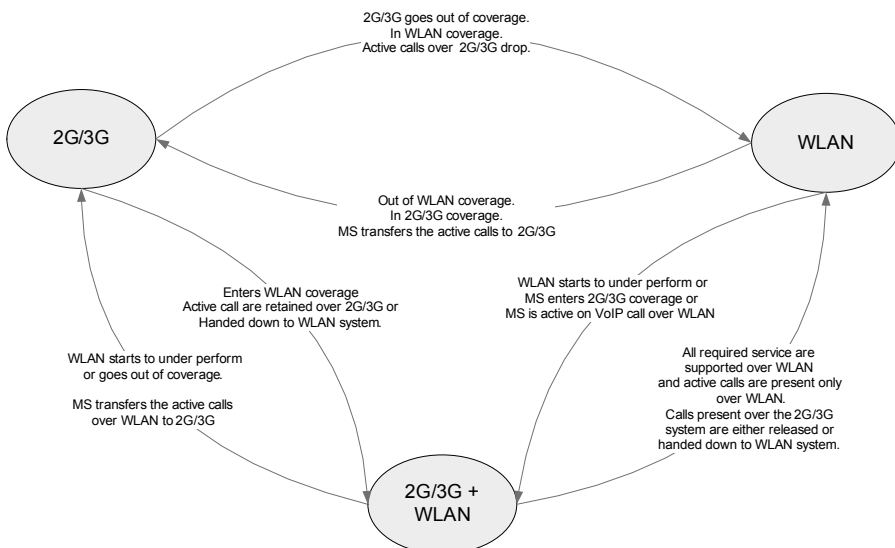 2G/3G goes out of coverage.
In WLAN coverage.
Active calls over 2G/3G drop.
2G/3G
WLAN
Out of WLAN coverage.
In 2G/3G coverage.
MS transfers the active calls to 2G/3G
Enters WLAN coverage
Active call are retained over 2G/3G or
Handed down to WLAN system.
WLAN starts to under perform or
MS enters 2G/3G coverage or
MS is active on VoIP call over WLAN
WLAN starts to under perform
or goes out of coverage.
MS transfers the active calls
over WLAN to 2G/3G
All required service are
supported over WLAN
and active calls are present only
over WLAN.
Calls present over the 2G/3G
system are either released or
handed down to WLAN system.
2G/3G +
WLAN